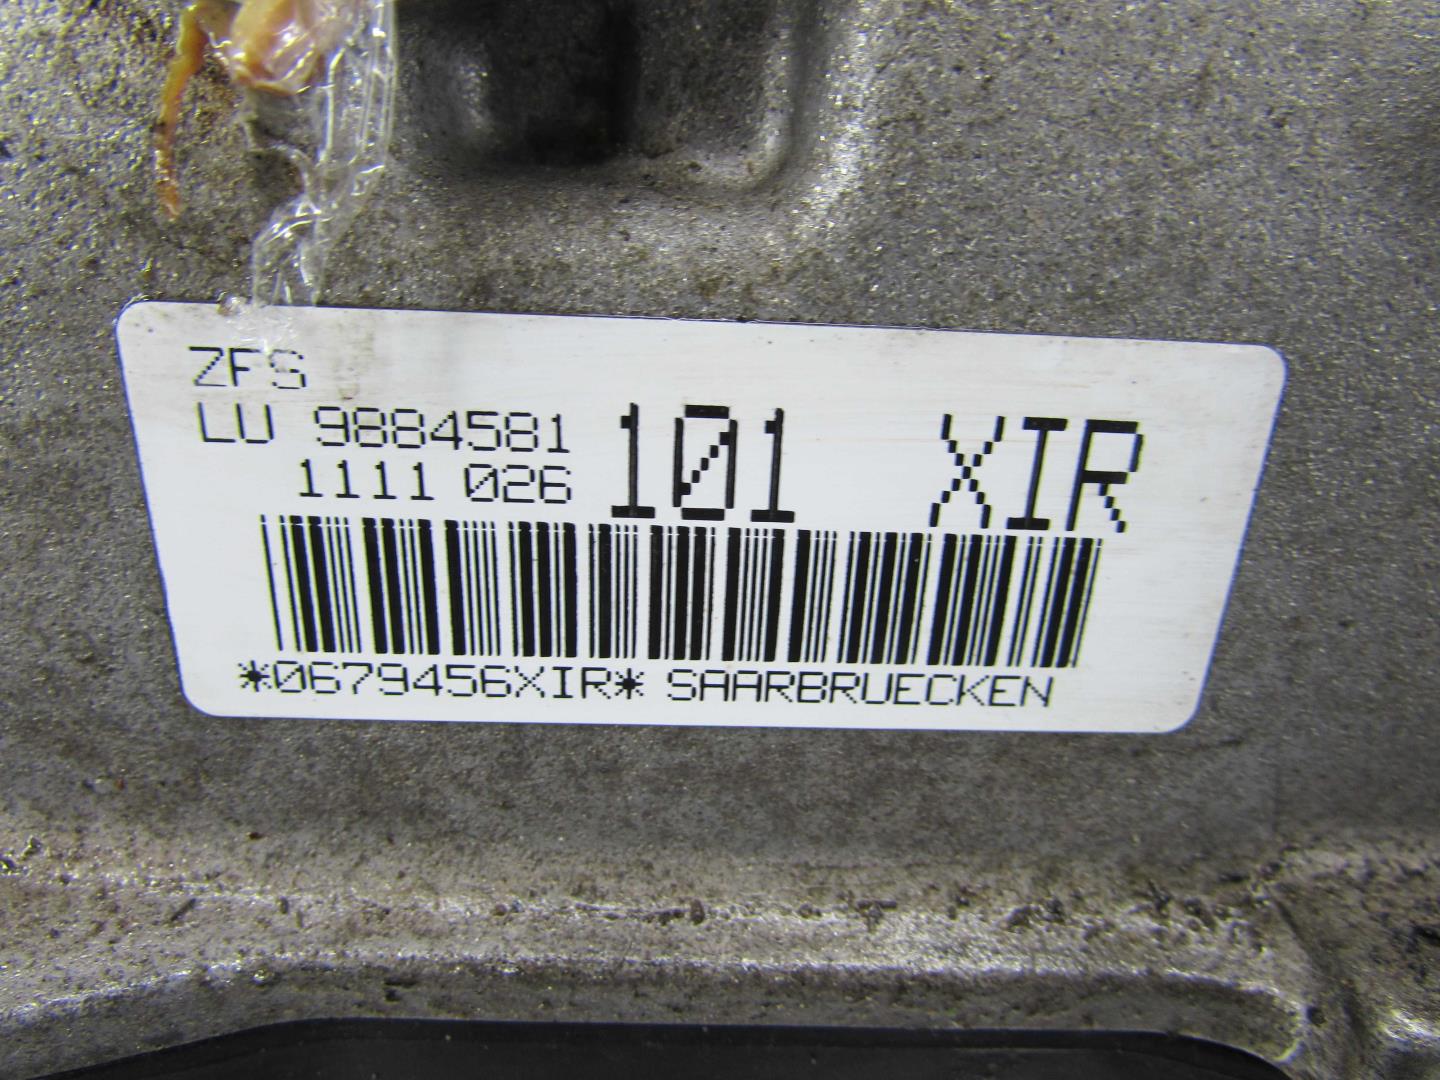 ZFS
LU 9884581 101 XIR
1111 026
*0679456XIR* SAARBRUECKEN